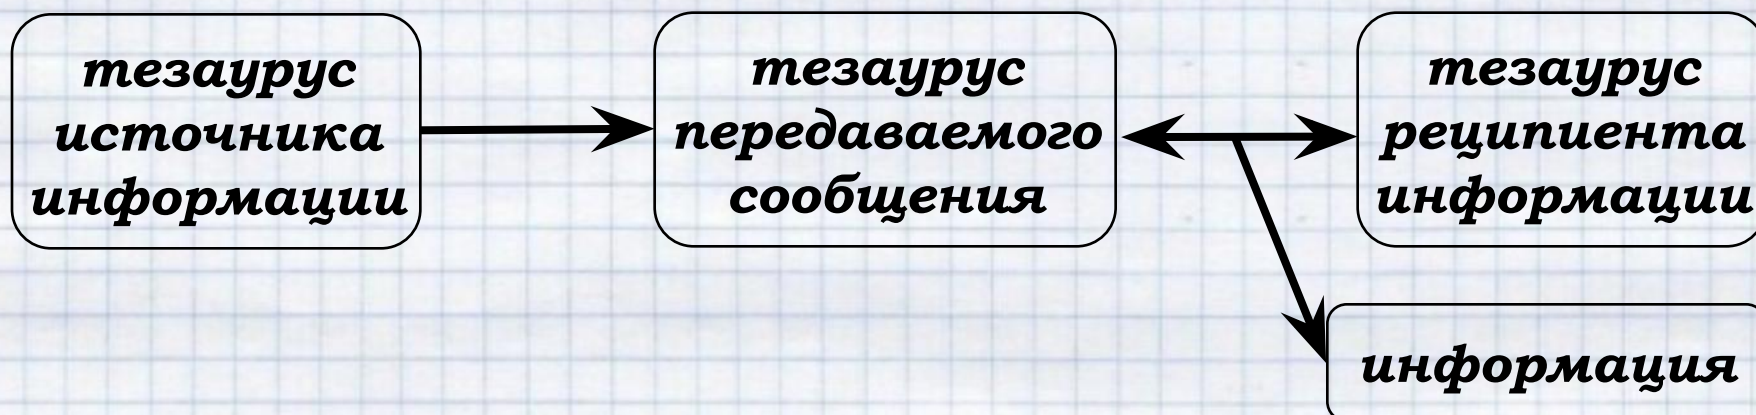 тезаурус
источника
информации
тезаурус
передаваемого
сообщения
тезаурус
реципиента
информации
информация